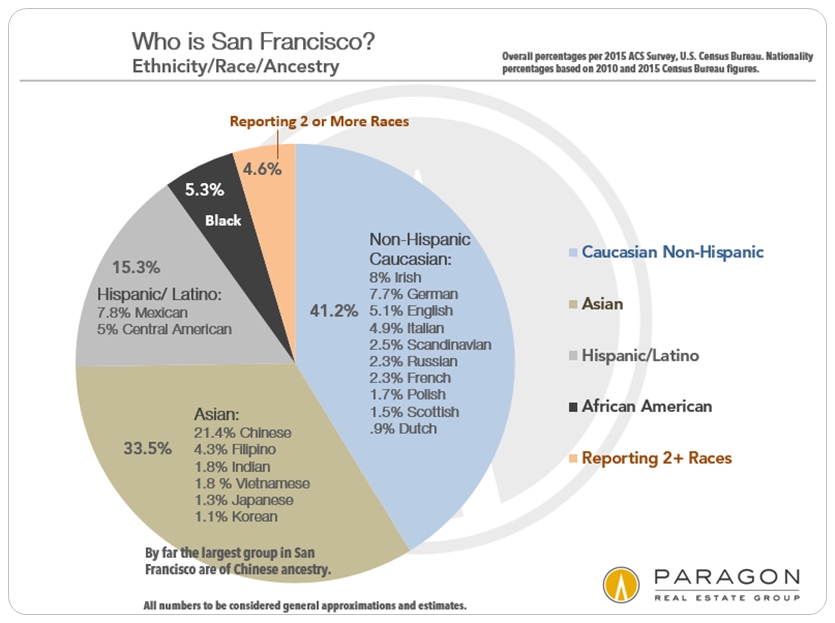 Who is San Francisco?
Ethnicity/Race/Ancestry
Overall percentages per 2015 ACS Survey, U.S. Census Bureau. Nationality
percentages based on 2010 and 2015 Census Bureau figures.
Reporting 2 or More Races
4.6%
5.3%
Black
15.3%
Hispanic/ Latino:
7.8% Mexican
5% Central American
Non-Hispanic
Caucasian:
41.2%
8% Irish
7.7% German
5.1% English
4.9% Italian
2.5% Scandinavian
2.3% Russian
2.3% French
1.7% Polish
1.5% Scottish
.9% Dutch
33.5%
Asian:
21.4% Chinese
4.3% Filipino
1.8% Indian
1.8 % Vietnamese
1.3% Japanese
1.1% Korean
By far the largest group in San
Francisco are of Chinese ancestry.
Caucasian Non-Hispanic
Asian
Hispanic/Latino
African American
Reporting 2+ Races
All numbers to be considered general approximations and estimates.
PARAGON
REAL ESTATE GROUP